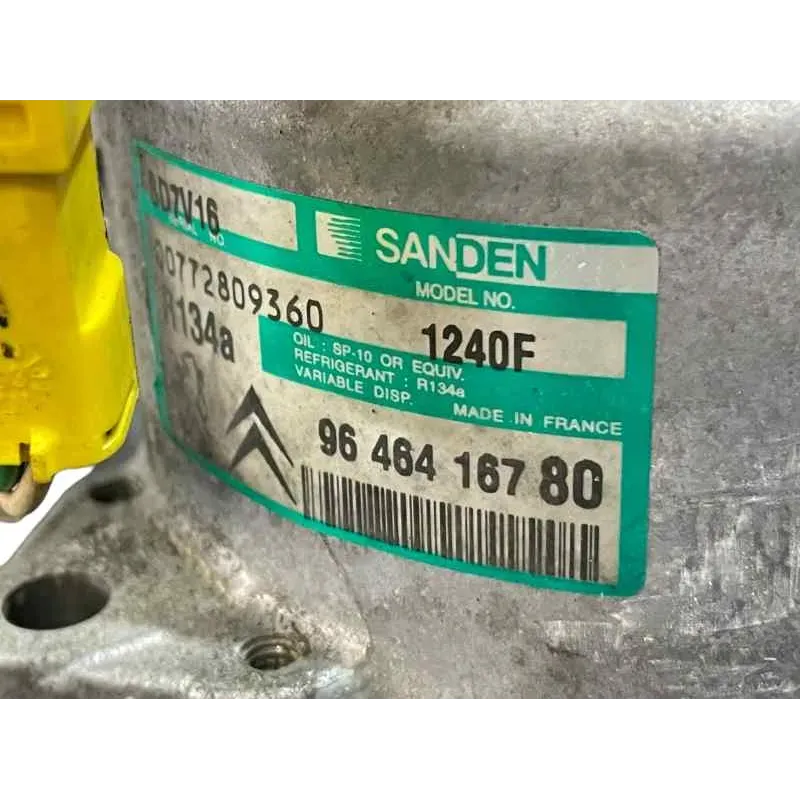 SD7V16
SERIAL NO.
SANDEN
MODEL NO.
00772809360
1240F
R134a
OIL : SP-10 OR EQUIV.
REFRIGERANT : R134a
VARIABLE DISP.
MADE IN FRANCE
96 464 167 80